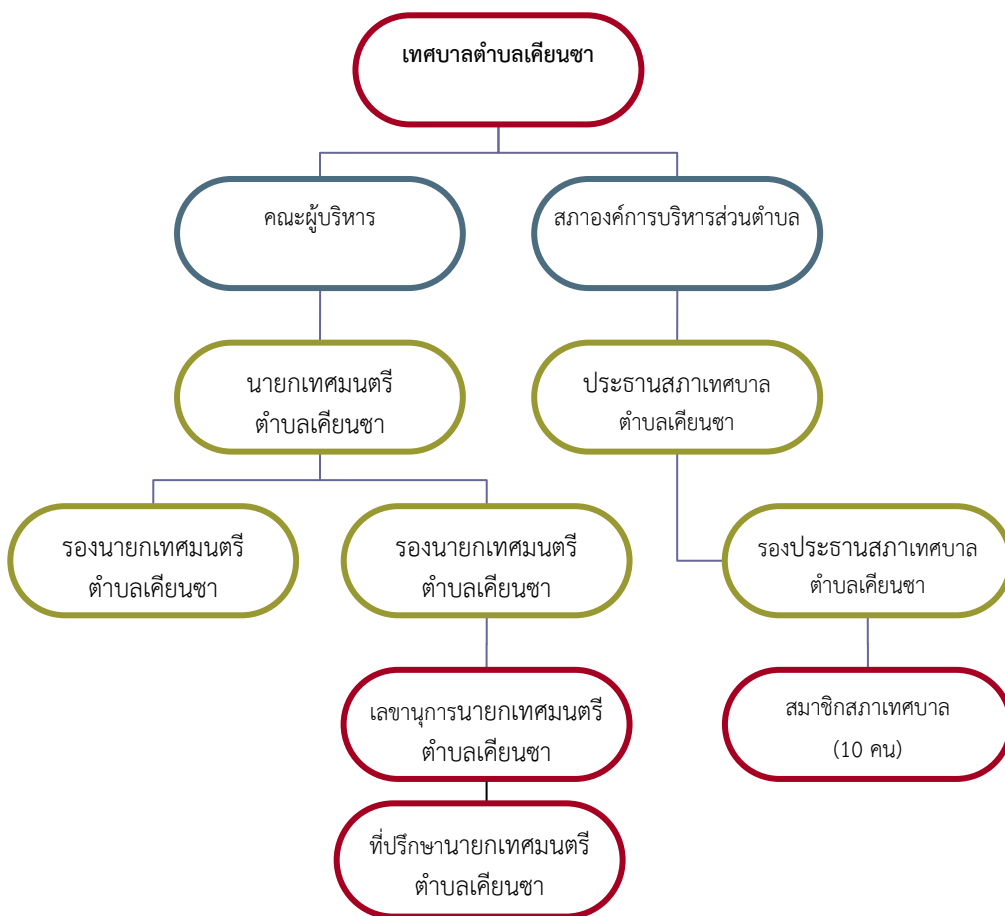 เทศบาลตำบลเคียนซา
คณะผู้บริหาร
สภาองค์การบริหารส่วนตำบล
นายกเทศมนตรี
ตำบลเคียนซา
ประธานสภาเทศบาล
ตำบลเคียนซา
รองนายกเทศมนตรี
ตำบลเคียนซา
รองนายกเทศมนตรี
ตำบลเคียนซา
รองประธานสภาเทศบาล
ตำบลเคียนซา
เลขานุการนายกเทศมนตรี
ตำบลเคียนซา
สมาชิกสภาเทศบาล
(10 คน)
ที่ปรึกษานายกเทศมนตรี
ตำบลเคียนซา